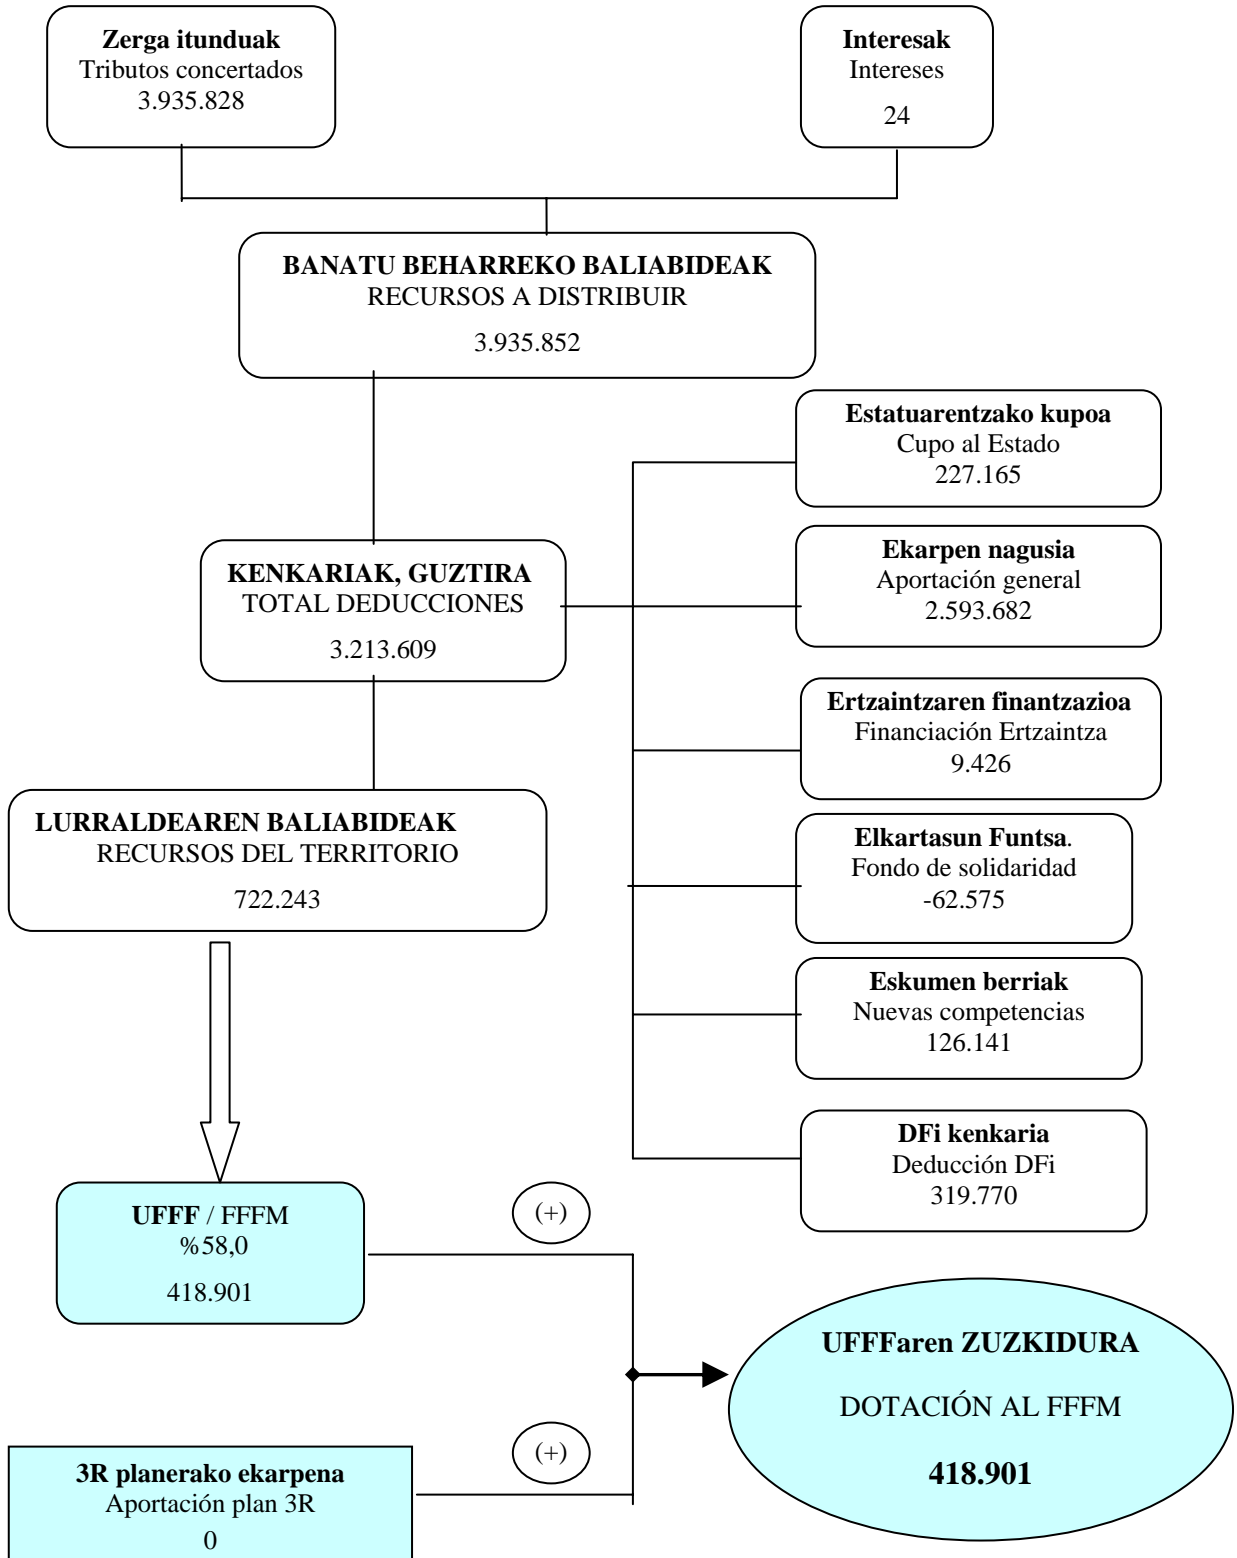 Zerga itunduak
Tributos concertados
3.935.828
Interesak
Intereses
24
BANATU BEHARREKO BALIABIDEAK
RECURSOS A DISTRIBUIR
3.935.852
Estatuarentzako kupoa
Cupo al Estado
227.165
Ekarpen nagusia
Aportación general
2.593.682
KENKARIAK, GUZTIRA
TOTAL DEDUCCIONES
3.213.609
Ertzaintzaren finantzazioa
Financiación Ertzaintza
9.426
LURRALDEAREN BALIABIDEAK
RECURSOS DEL TERRITORIO
722.243
Elkartasun Funtsa.
Fondo de solidaridad
-62.575
Eskumen berriak
Nuevas competencias
126.141
DFi kenkaria
Deducción DFi
319.770
UFFF / FFFM
%58,0
418.901
(+)
UFFFaren ZUZKIDURA
DOTACIÓN AL FFFM
418.901
(+)
3R planerako ekarpena
Aportación plan 3R
0